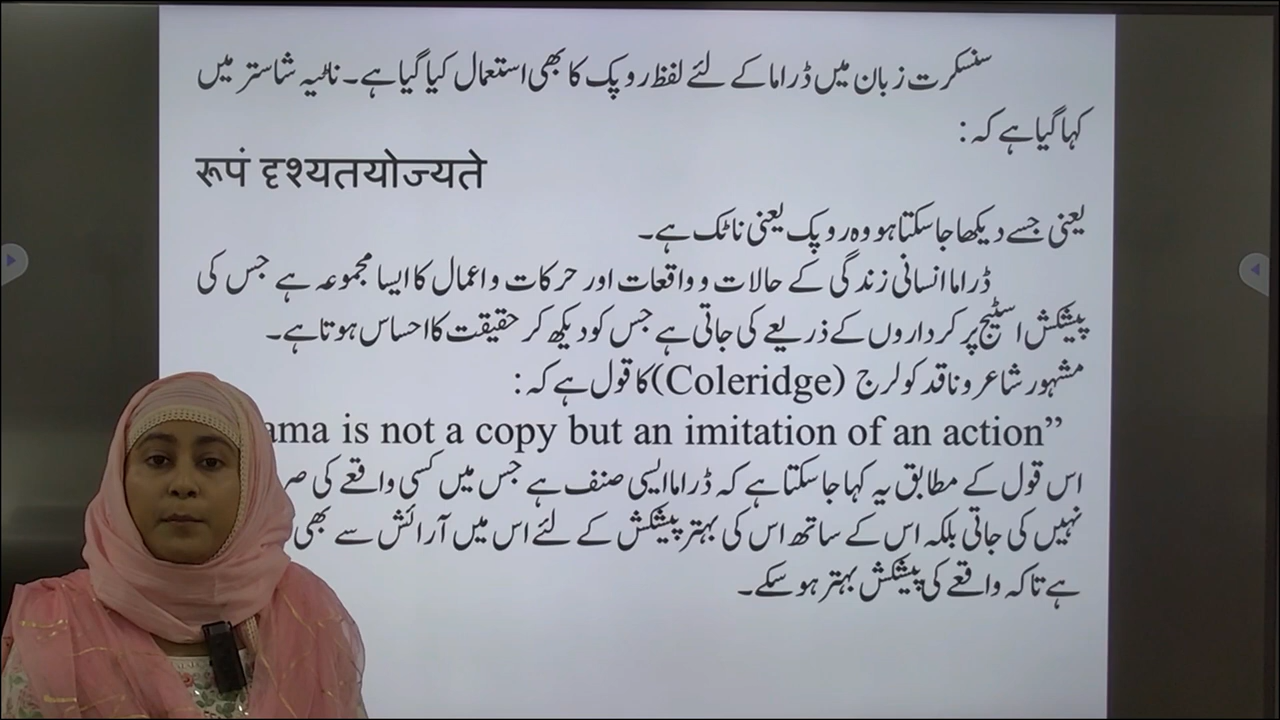 سنسکرت زبان میں ڈراما کے لئے لفظ روپک کا بھی استعمال کیا گیا ہے۔ ناٹیہ شاستر میں
کہا گیا ہے کہ :
रूपं दृश्यतयोज्यते
یعنی جسے دیکھا جا سکتا ہو وہ روپک یعنی ناٹک ہے۔
ڈراما انسانی زندگی کے حالات و واقعات اور حرکات و اعمال کا ایسا مجموعہ ہے جس کی
پیشکش اسٹیج پر کرداروں کے ذریعے کی جاتی ہے جس کو دیکھ کر حقیقت کا احساس ہوتا ہے۔
مشہور شاعر و ناقد کولرج (Coleridge) کا قول ہے کہ :
ama is not a copy but an imitation of an action”
اس قول کے مطابق یہ کہا جا سکتا ہے کہ ڈراما ایسی صنف ہے جس میں کسی واقعے کی
نہیں کی جاتی بلکہ اس کے ساتھ اس کی بہتر پیشکش کے لئے اس میں آرائش سے بھی
ہے تاکہ واقعے کی پیشکش بہتر ہو سکے۔